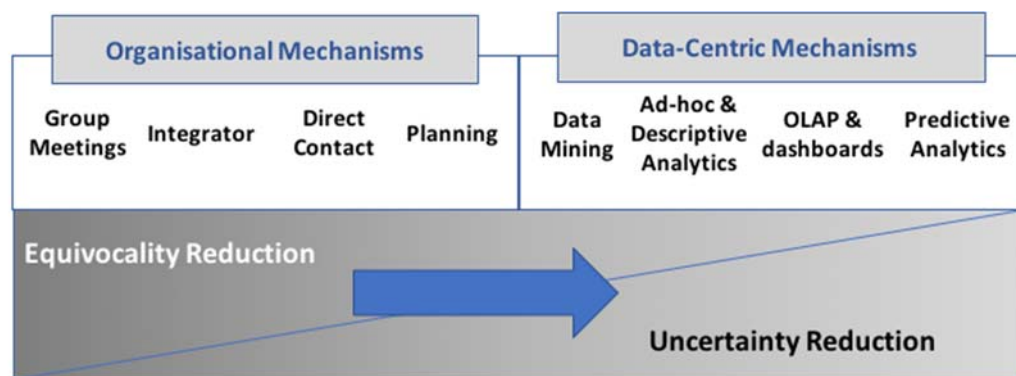 Organisational Mechanisms
Data-Centric Mechanisms
Group
Meetings
Integrator
Direct
Contact
Planning
Data
Mining
Ad-hoc &
Descriptive
Analytics
OLAP &
dashboards
Predictive
Analytics
Equivocality Reduction
Uncertainty Reduction